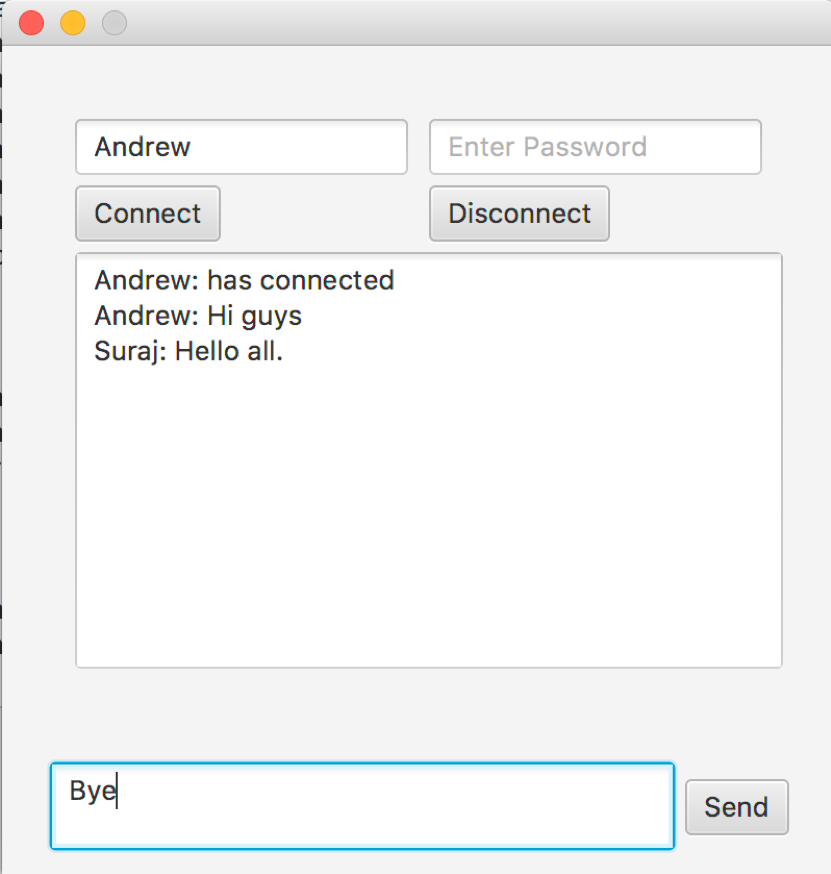 Andrew
Enter Password
Connect
Disconnect
Andrew: has connected
Andrew: Hi guys
Suraj: Hello all.
Bye
Send